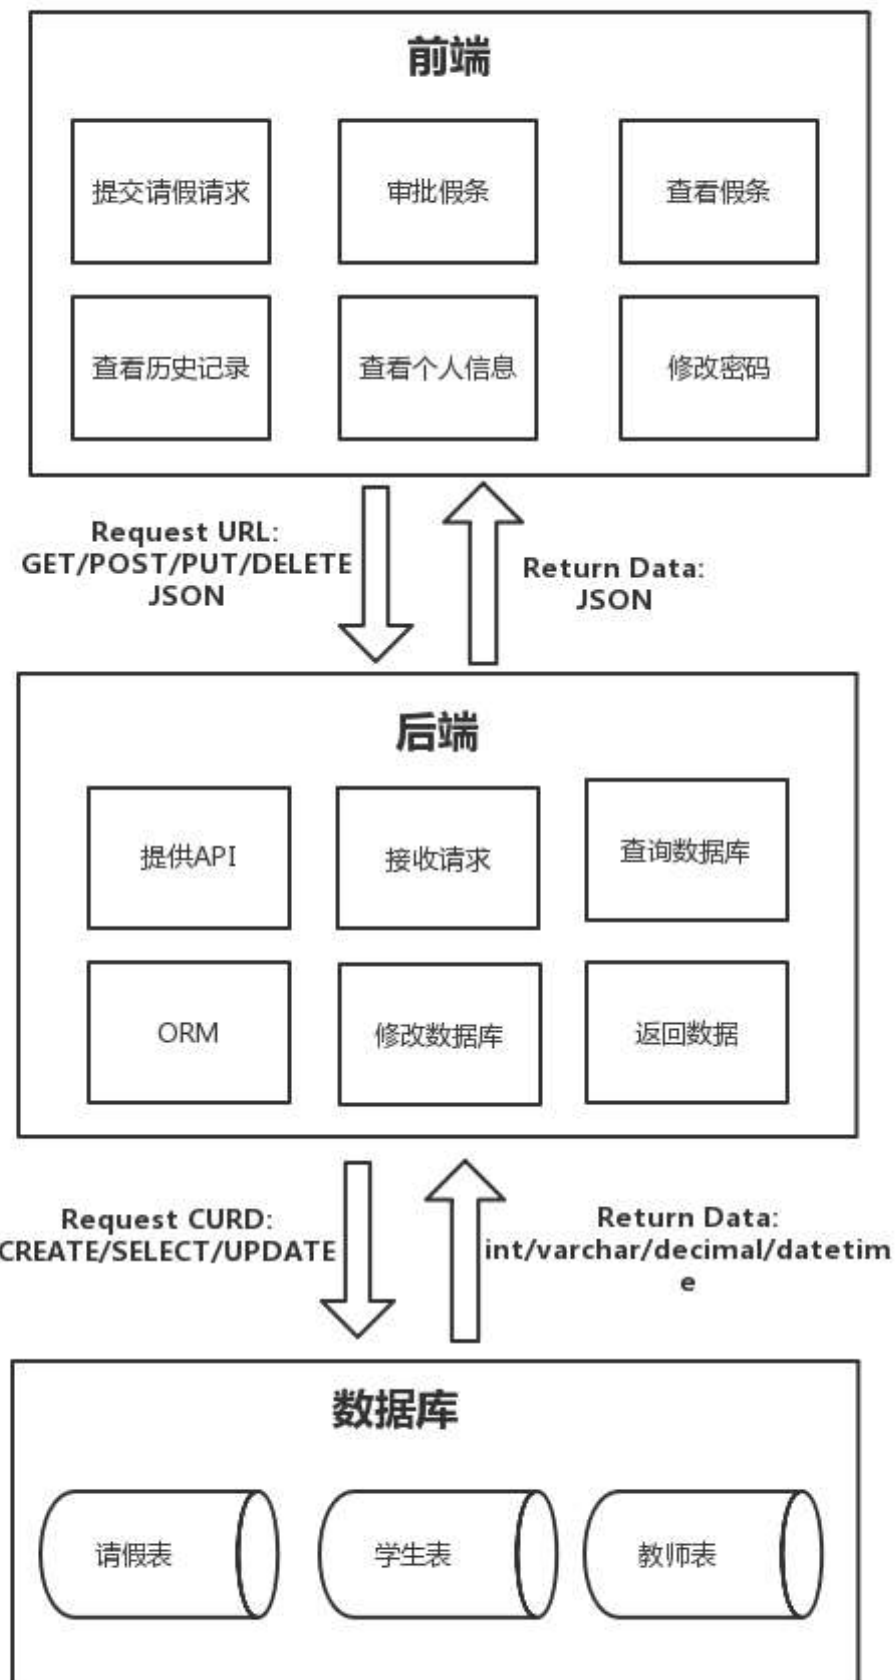 前端
提交请假请求
审批假条
查看假条
查看历史记录
查看个人信息
修改密码
Request URL:
GET/POST/PUT/DELETE
JSON
Return Data:
JSON
后端
提供API
接收请求
查询数据库
ORM
修改数据库
返回数据
Request CURD:
CREATE/SELECT/UPDATE
Return Data:
int/varchar/decimal/datetim
e
数据库
请假表
学生表
教师表